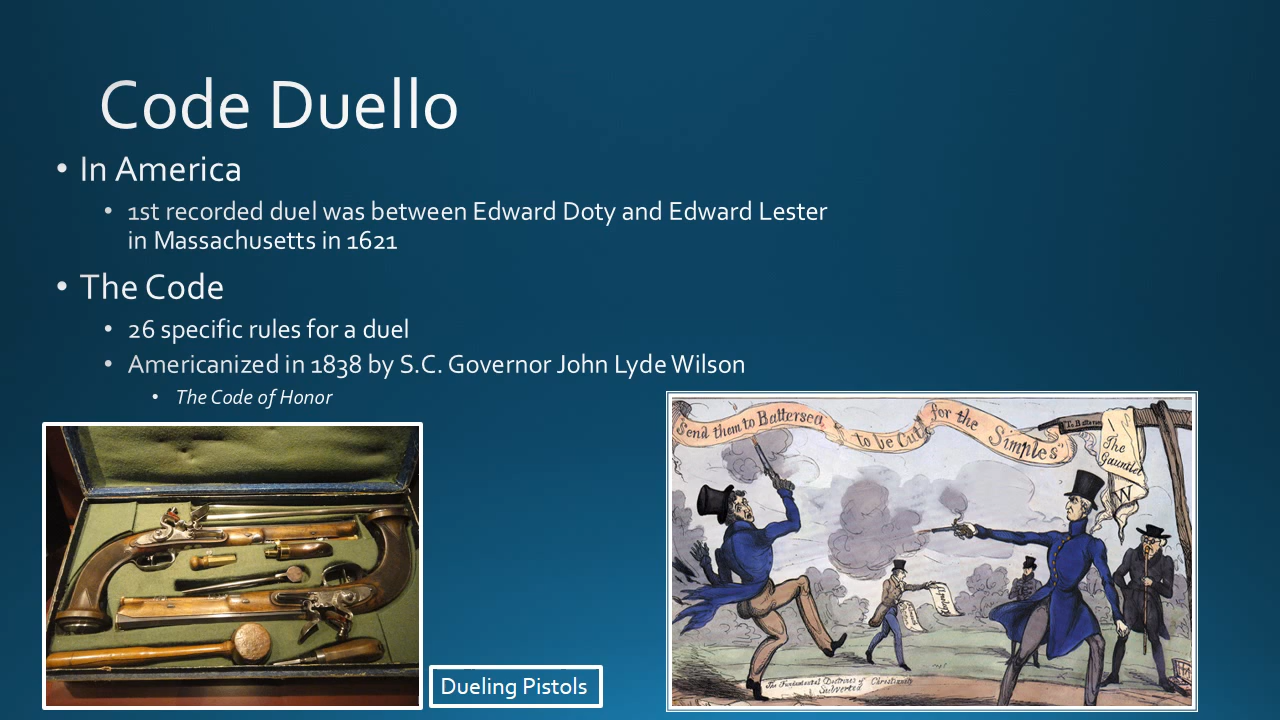 Code Duello
• In America
• 1st recorded duel was between Edward Doty and Edward Lester
in Massachusetts in 1621
• The Code
• 26 specific rules for a duel
• Americanized in 1838 by S.C. Governor John Lyde Wilson
• The Code of Honor
Send them to Battersea to be Cut for the Simples"
The
Gauntlet
W
Dueling Pistols
The Fundamental Doctrines of Christianity
Subverted